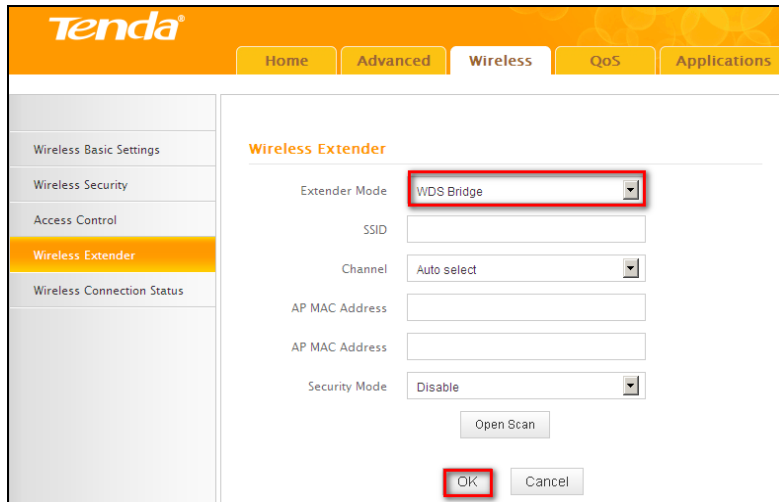 Tenda®
Home Advanced Wireless QoS Applications
Wireless Basic Settings
Wireless Security
Access Control
Wireless Extender
Wireless Connection Status
Wireless Extender
Extender Mode WDS Bridge
SSID
Channel Auto select
AP MAC Address
AP MAC Address
Security Mode Disable
Open Scan
OK Cancel